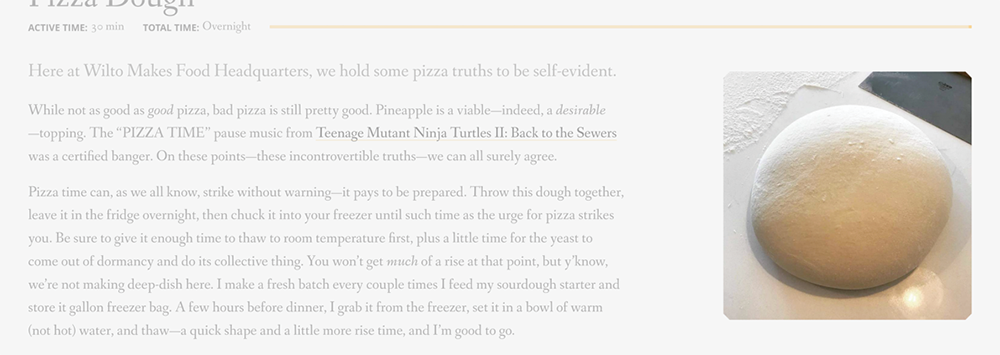 Pizza Dough
ACTIVE TIME: 30 min TOTAL TIME: Overnight
Here at Wilto Makes Food Headquarters, we hold some pizza truths to be self-evident.
While not as good as good pizza, bad pizza is still pretty good. Pineapple is a viable—indeed, a desirable
—topping. The “PIZZA TIME” pause music from Teenage Mutant Ninja Turtles II: Back to the Sewers
was a certified banger. On these points—these incontrovertible truths—we can all surely agree.
Pizza time can, as we all know, strike without warning—it pays to be prepared. Throw this dough together,
leave it in the fridge overnight, then chuck it into your freezer until such time as the urge for pizza strikes
you. Be sure to give it enough time to thaw to room temperature first, plus a little time for the yeast to
come out of dormancy and do its collective thing. You won’t get much of a rise at that point, but y’know,
we’re not making deep-dish here. I make a fresh batch every couple times I feed my sourdough starter and
store it gallon freezer bag. A few hours before dinner, I grab it from the freezer, set it in a bowl of warm
(not hot) water, and thaw—a quick shape and a little more rise time, and I’m good to go.